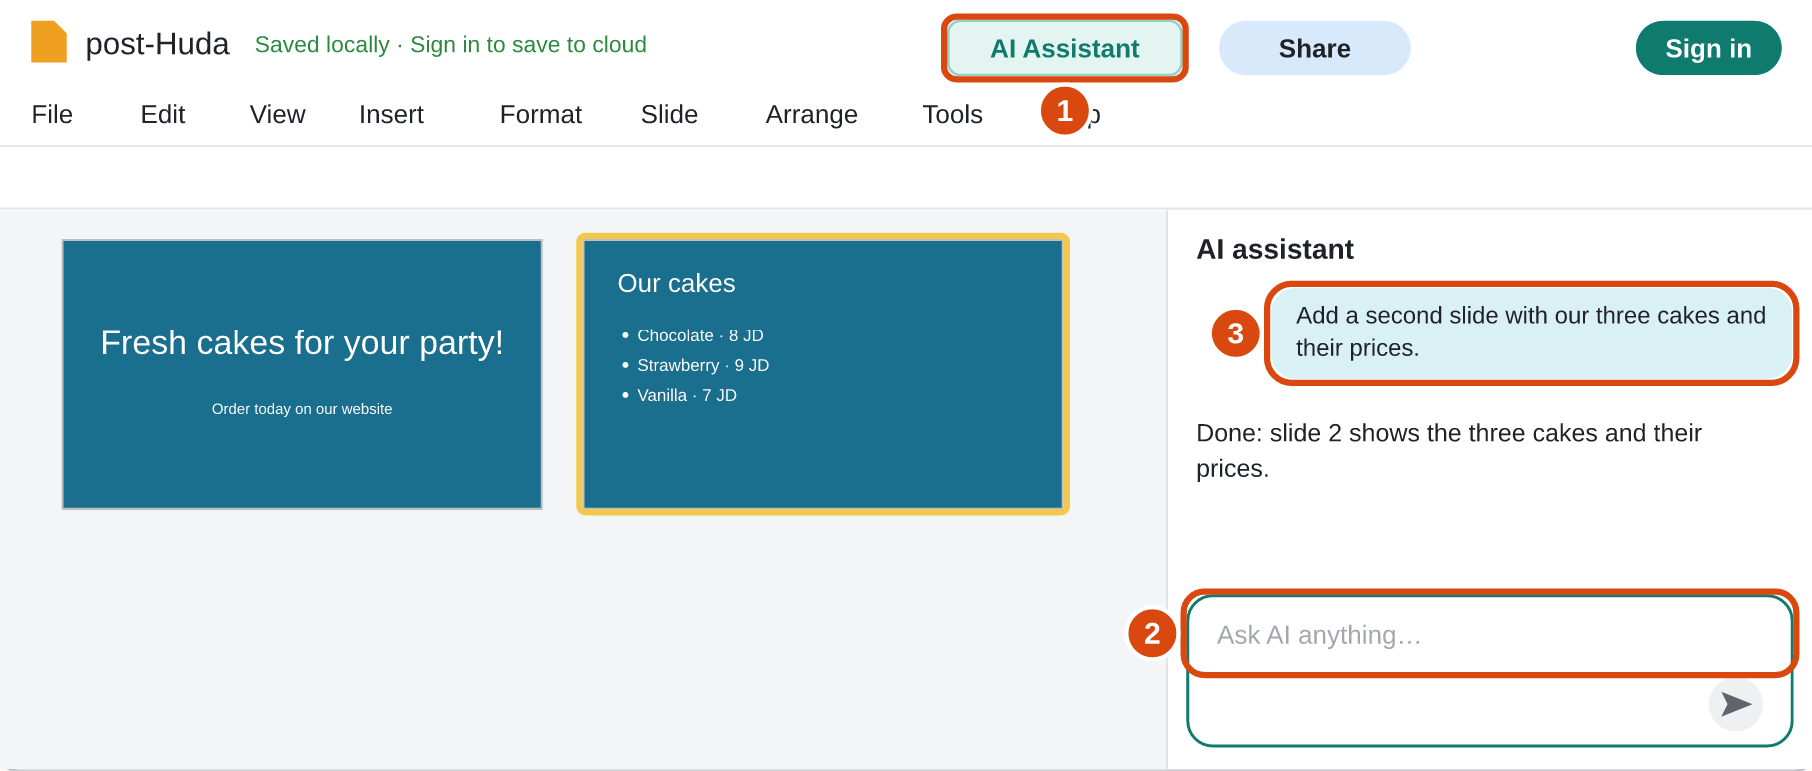 post-Huda
Saved locally · Sign in to save to cloud
AI Assistant
Share
Sign in
File Edit View Insert Format Slide Arrange Tools
1
Fresh cakes for your party!
Order today on our website
Our cakes
• Chocolate · 8 JD
• Strawberry · 9 JD
• Vanilla · 7 JD
AI assistant
3
Add a second slide with our three cakes and
their prices.
Done: slide 2 shows the three cakes and their
prices.
2
Ask AI anything…